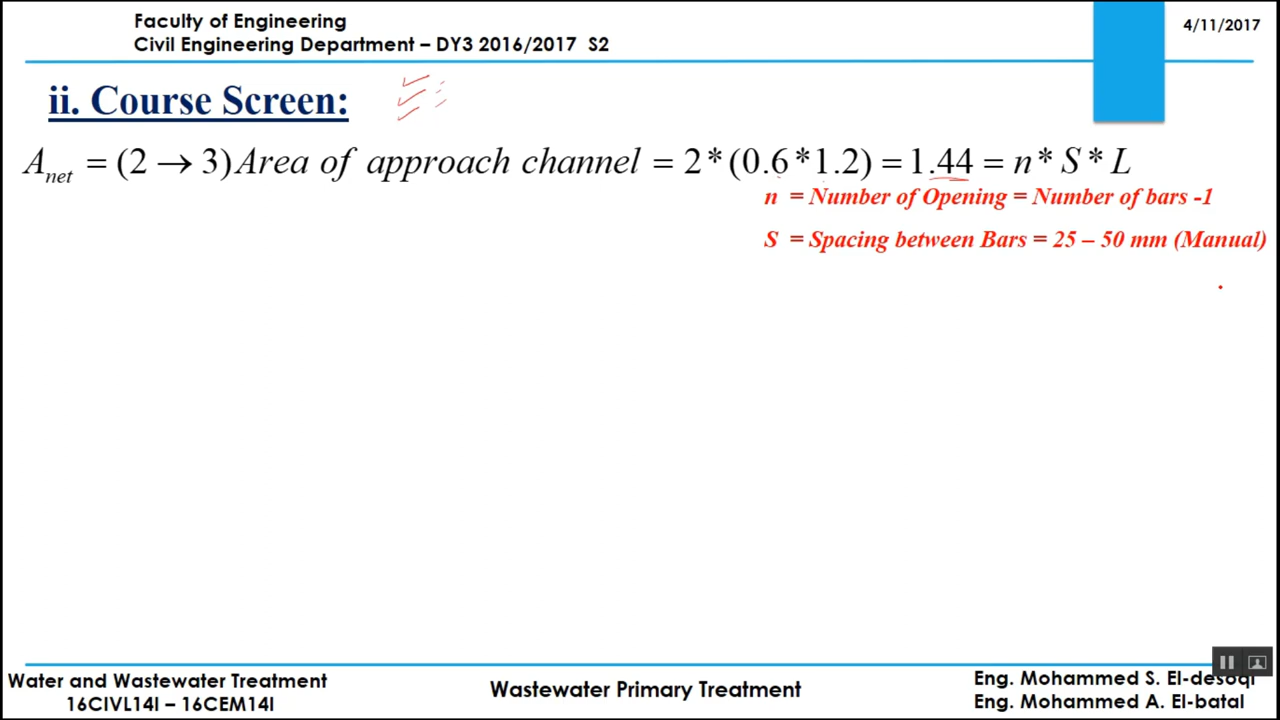 Faculty of Engineering
Civil Engineering Department – DY3 2016/2017 S2
4/11/2017
ii. Course Screen:
A_net = (2 → 3) Area of approach channel = 2 * (0.6 * 1.2) = 1.44 = n * S * L
n = Number of Opening = Number of bars -1
S = Spacing between Bars = 25 – 50 mm (Manual)
Water and Wastewater Treatment
16CIVL14I – 16CEM14I
Wastewater Primary Treatment
Eng. Mohammed S. El-desoqi
Eng. Mohammed A. El-batal